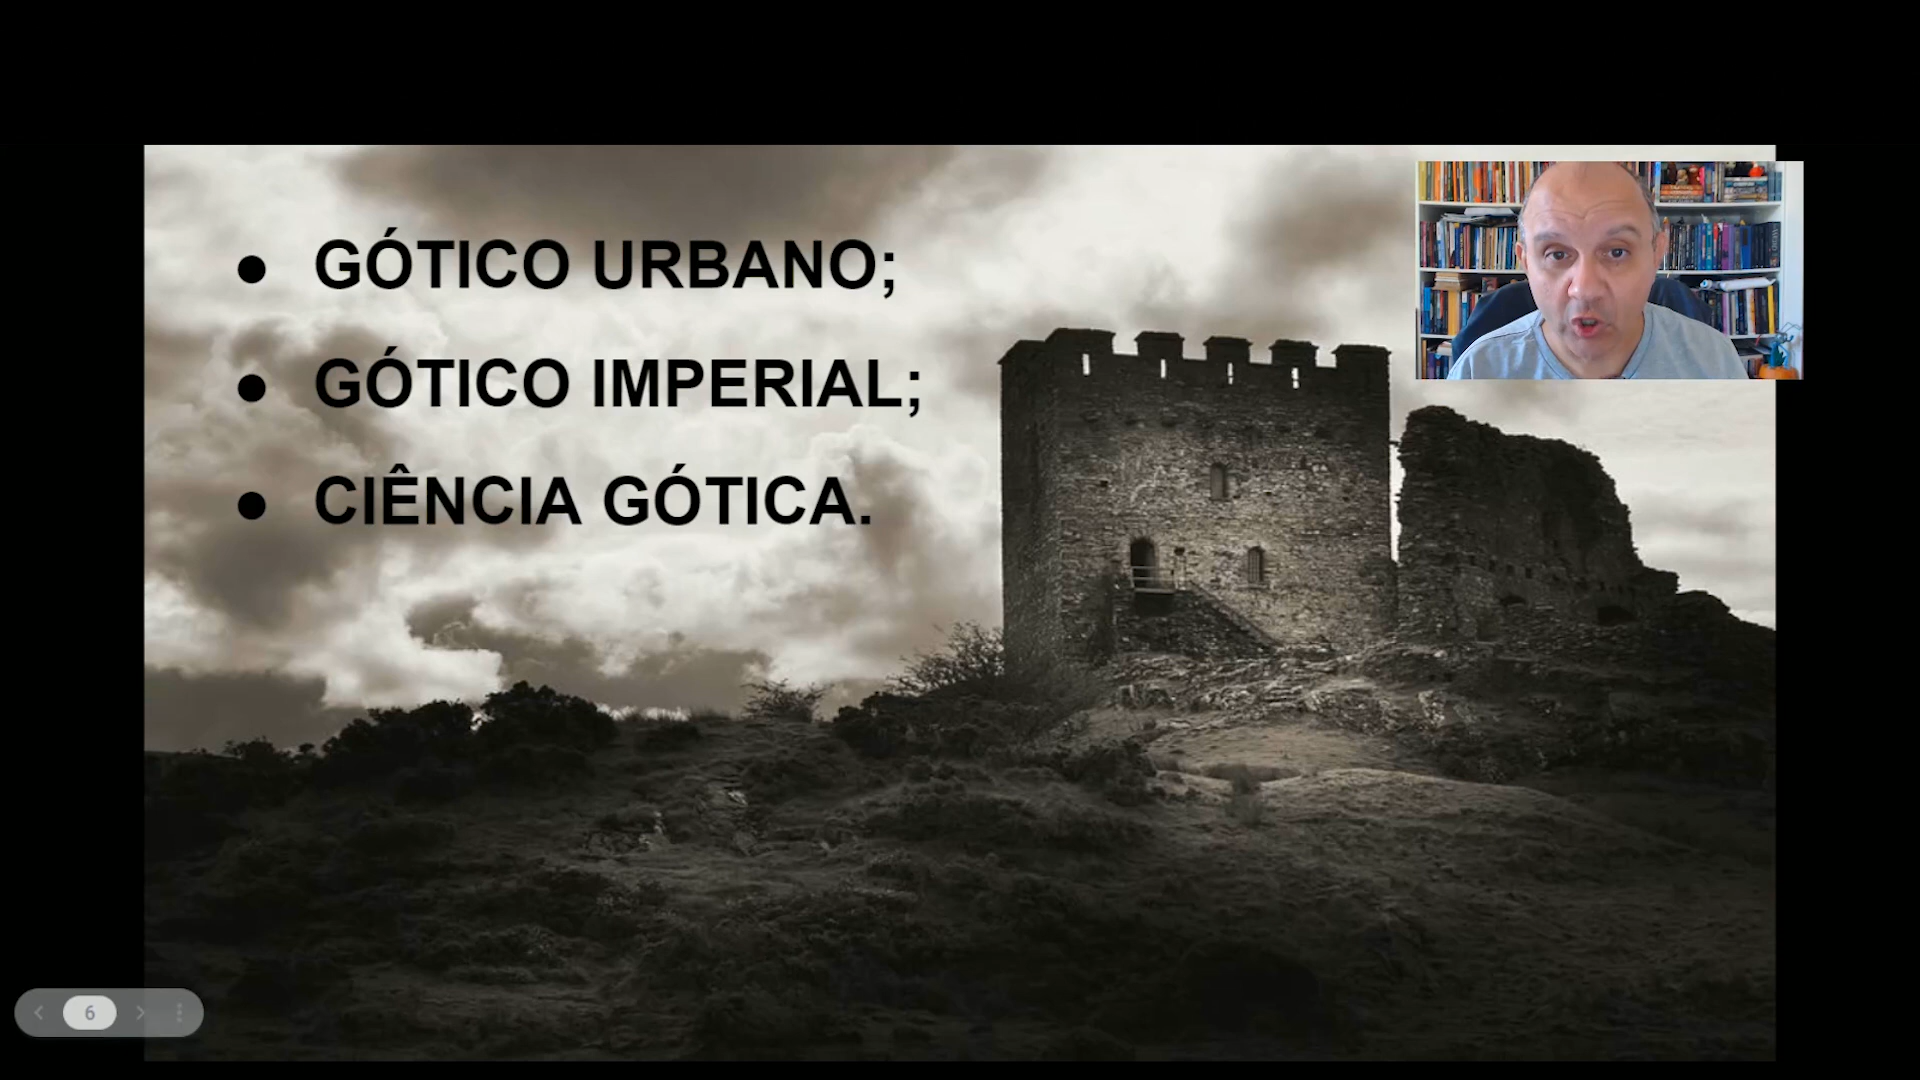 ● GÓTICO URBANO;
● GÓTICO IMPERIAL;
● CIÊNCIA GÓTICA.
6